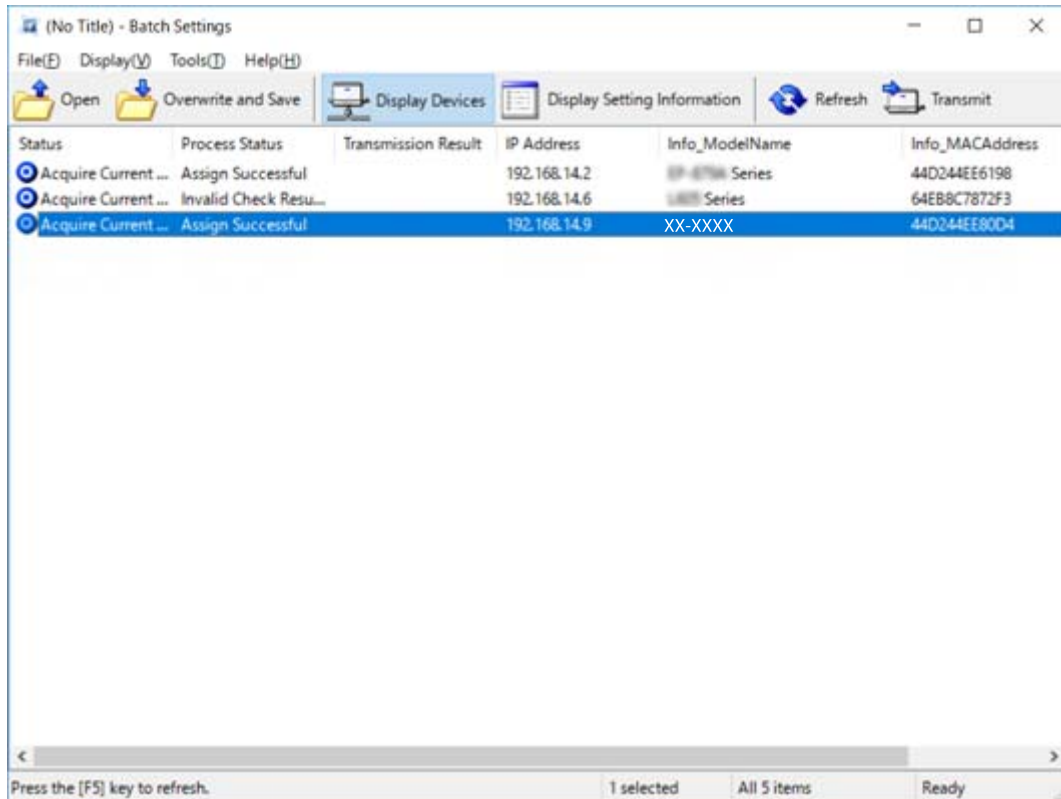 (No Title) - Batch Settings
File(F) Display(V) Tools(T) Help(H)
Open Overwrite and Save Display Devices Display Setting Information Refresh Transmit
Status Process Status Transmission Result IP Address Info_ModelName Info_MACAddress
Acquire Current ... Assign Successful 192.168.14.2 Series 44D244EE6198
Acquire Current ... Invalid Check Resu... 192.168.14.6 Series 64EB8C7872F3
Acquire Current ... Assign Successful 192.168.14.9 XX-XXXX 44D244EE80D4
Press the [F5] key to refresh. 1 selected All 5 items Ready